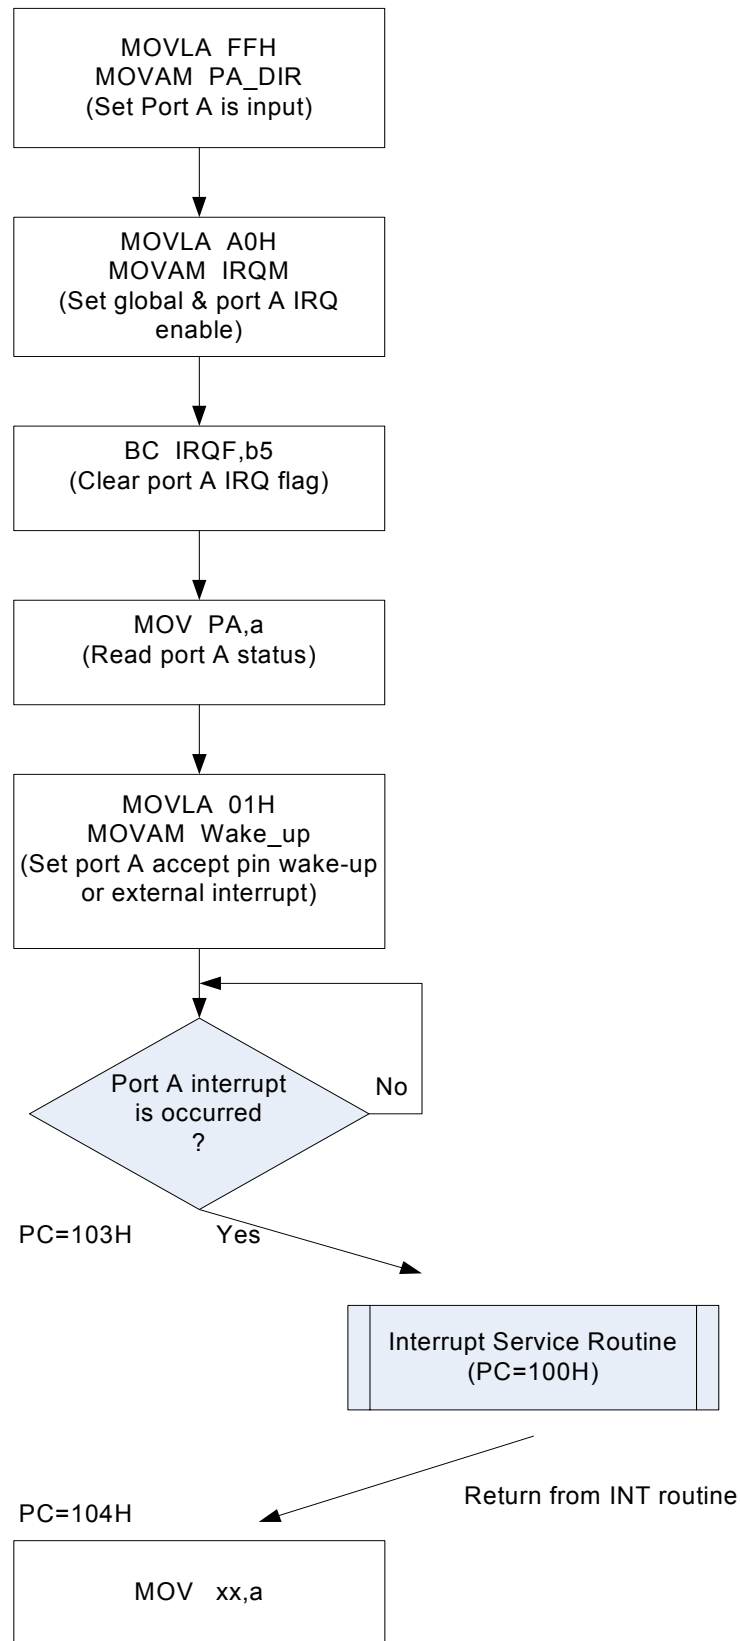 MOVLA FFH
MOVAM PA_DIR
(Set Port A is input)
MOVLA A0H
MOVAM IRQM
(Set global & port A IRQ
enable)
BC IRQF,b5
(Clear port A IRQ flag)
MOV PA,a
(Read port A status)
MOVLA 01H
MOVAM Wake_up
(Set port A accept pin wake-up
or external interrupt)
Port A interrupt
is occurred
?
No
PC=103H
Yes
Interrupt Service Routine
(PC=100H)
Return from INT routine
PC=104H
MOV xx,a